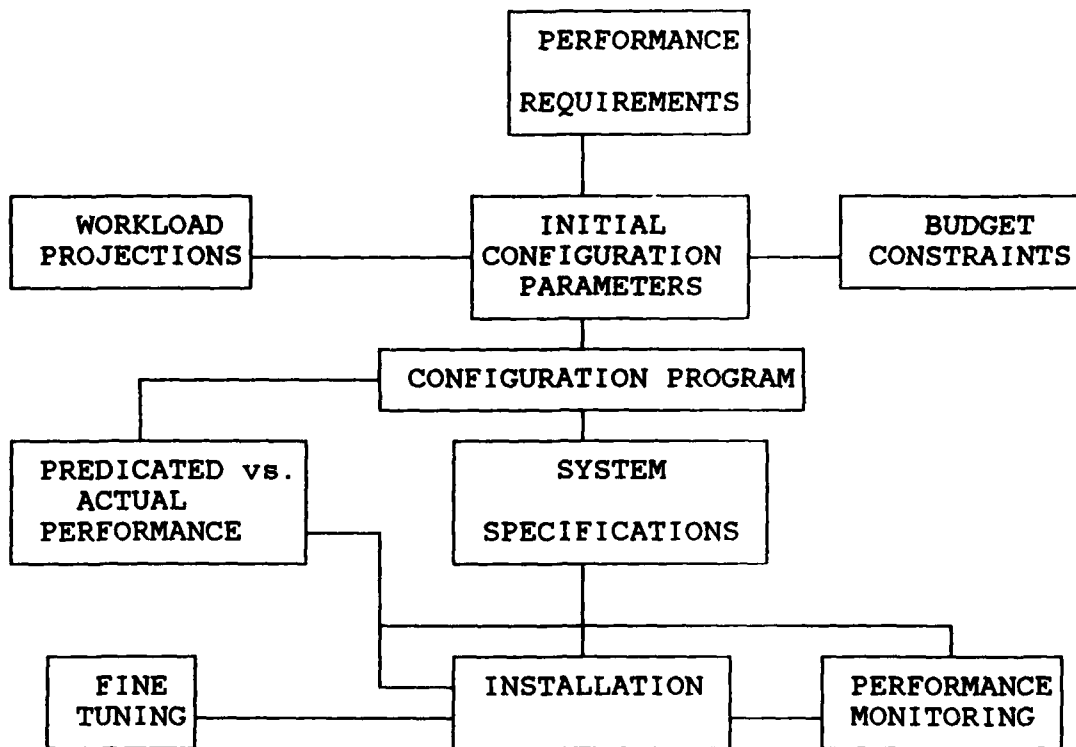 PERFORMANCE
REQUIREMENTS
WORKLOAD
PROJECTIONS
INITIAL
CONFIGURATION
PARAMETERS
BUDGET
CONSTRAINTS
CONFIGURATION PROGRAM
PREDICATED vs.
ACTUAL
PERFORMANCE
SYSTEM
SPECIFICATIONS
FINE
TUNING
INSTALLATION
PERFORMANCE
MONITORING